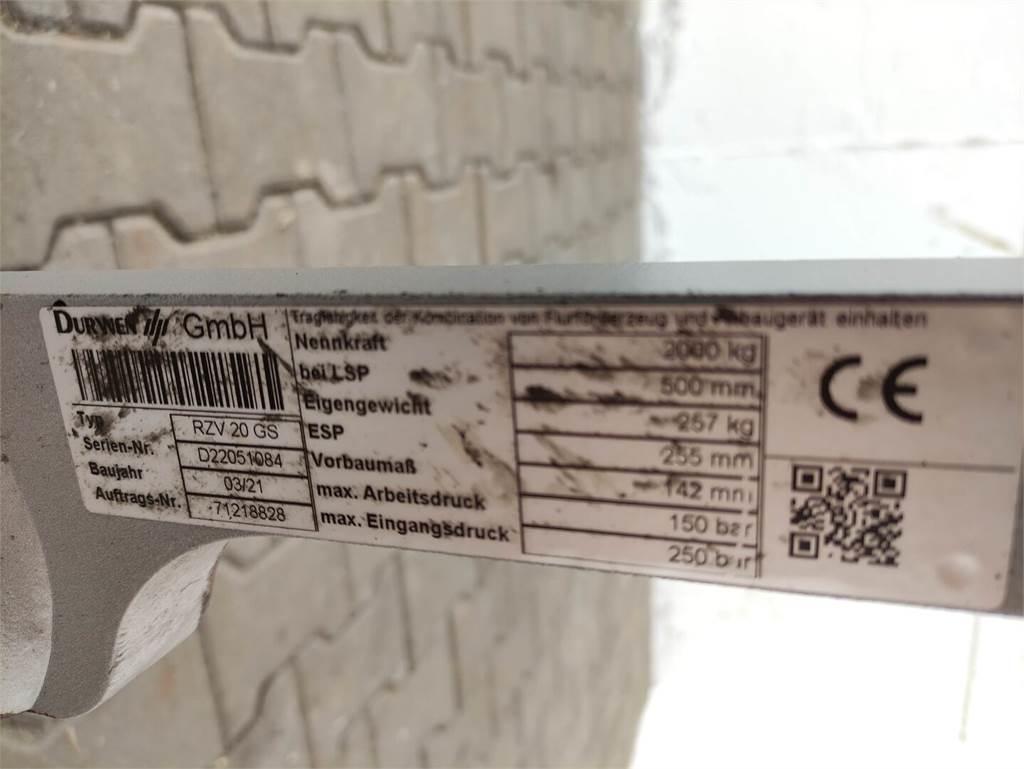 DURWEN GmbH
Tragfähigkeit der Kombination von Flurförderzeug und Anbaugerät einhalten
Typ RZV 20 GS
Serien-Nr. D22051084
Baujahr 03/21
Auftrags-Nr. 71218828
Nennkraft 2000 kg
bei LSP 500 mm
Eigengewicht 257 kg
ESP 255 mm
Vorbaumaß 142 mm
max. Arbeitsdruck 150 bar
max. Eingangsdruck 250 bar
CE